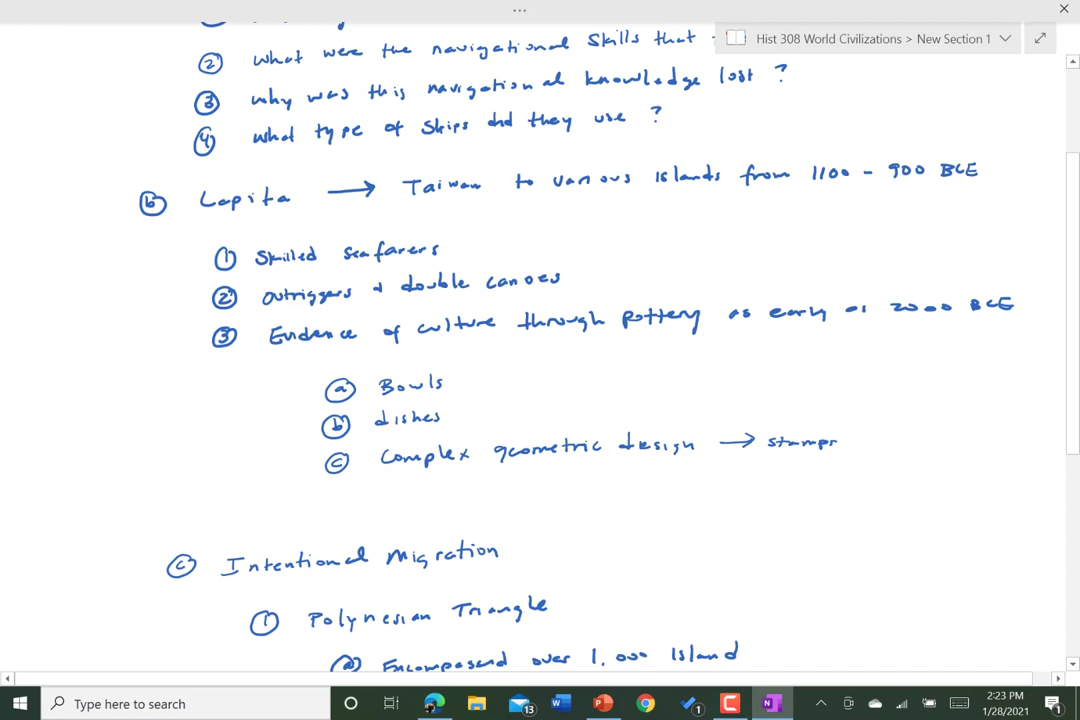 Hist 308 World Civilizations > New Section 1
② What were the navigational skills that
③ Why was this navigational knowledge lost ?
④ What type of ships did they use ?
ⓑ Lapita → Taiwan to various islands from 1100 - 900 BCE
① Skilled seafarers
② outriggers + double canoes
③ Evidence of culture through pottery as early as 2000 BCE
ⓐ Bowls
ⓑ dishes
ⓒ Complex geometric design → stamps
ⓒ Intentional Migration
① Polynesian Triangle
ⓐ Encompassed over 1,000 Island
Type here to search
13
1
2:23 PM
1/28/2021
1